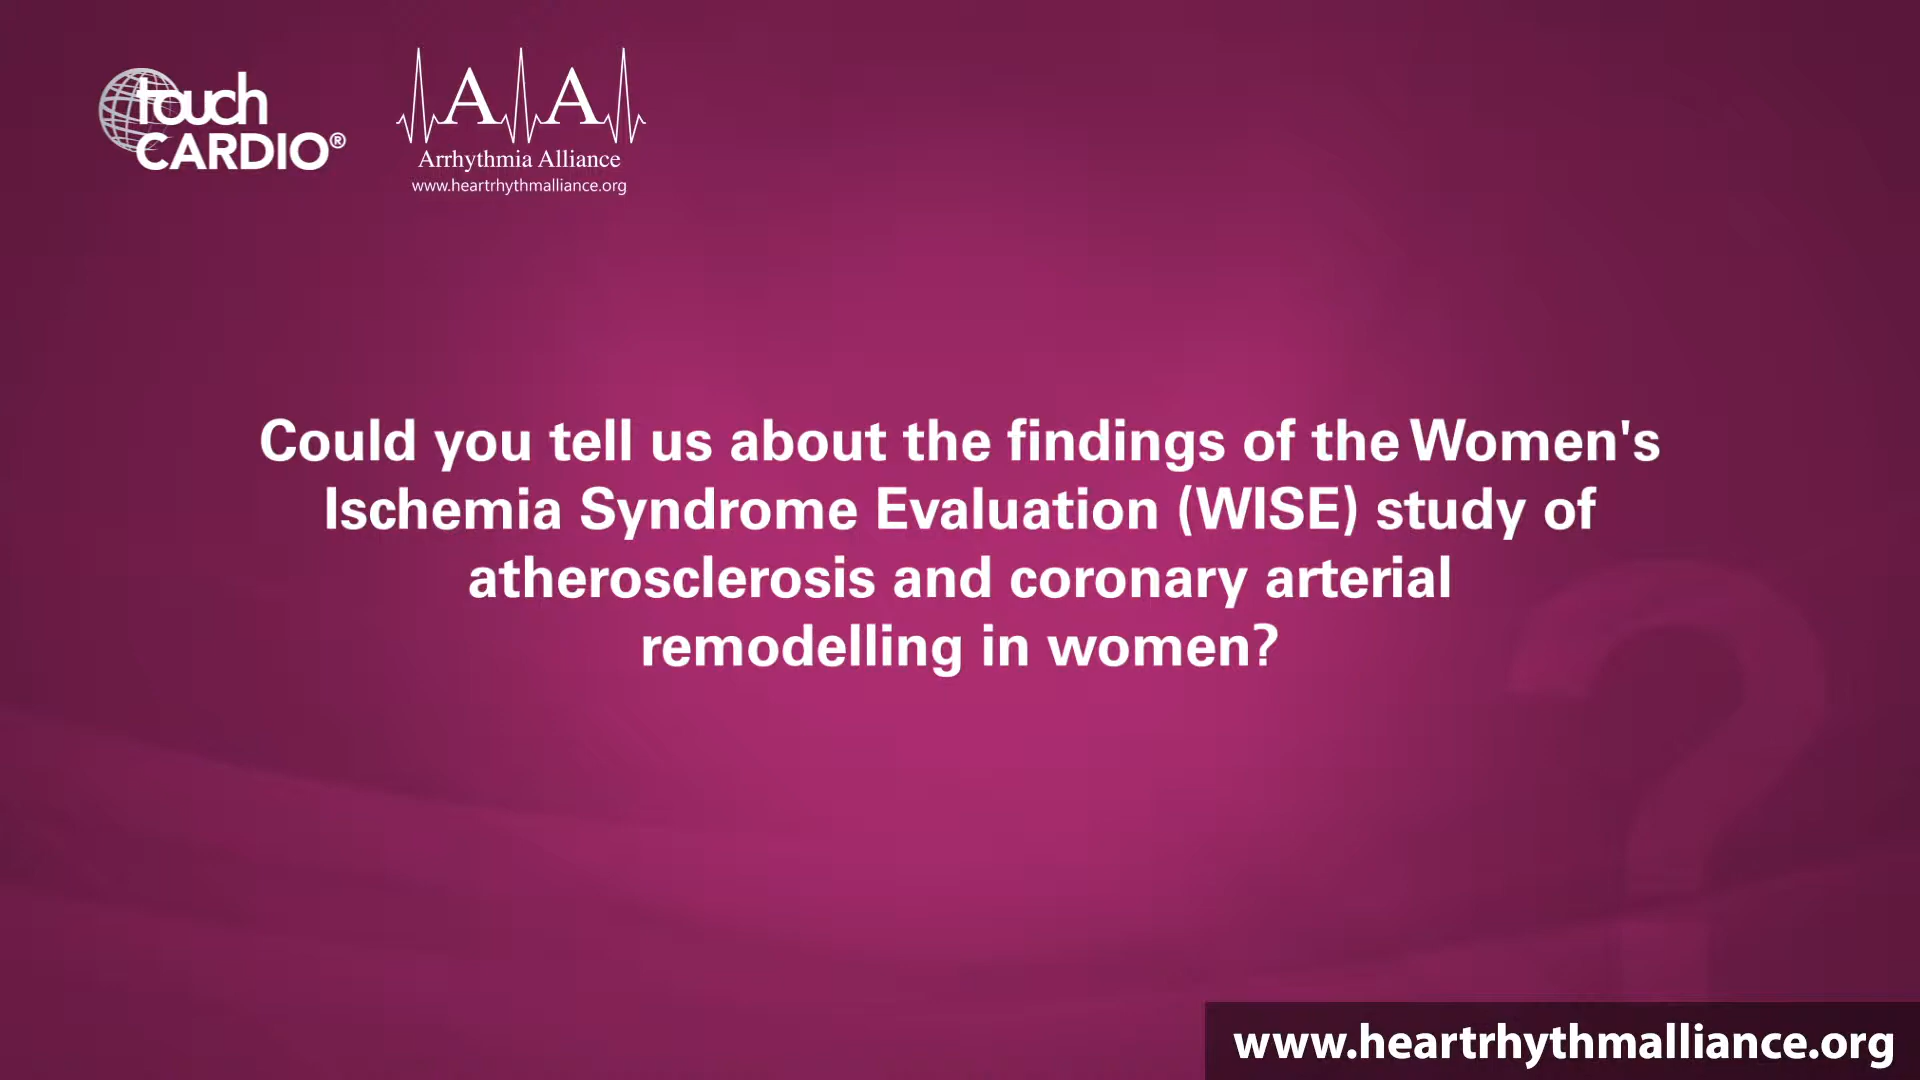 touch
CARDIO®
A A
Arrhythmia Alliance
www.heartrhythmalliance.org
Could you tell us about the findings of the Women's
Ischemia Syndrome Evaluation (WISE) study of
atherosclerosis and coronary arterial
remodelling in women?
www.heartrhythmalliance.org